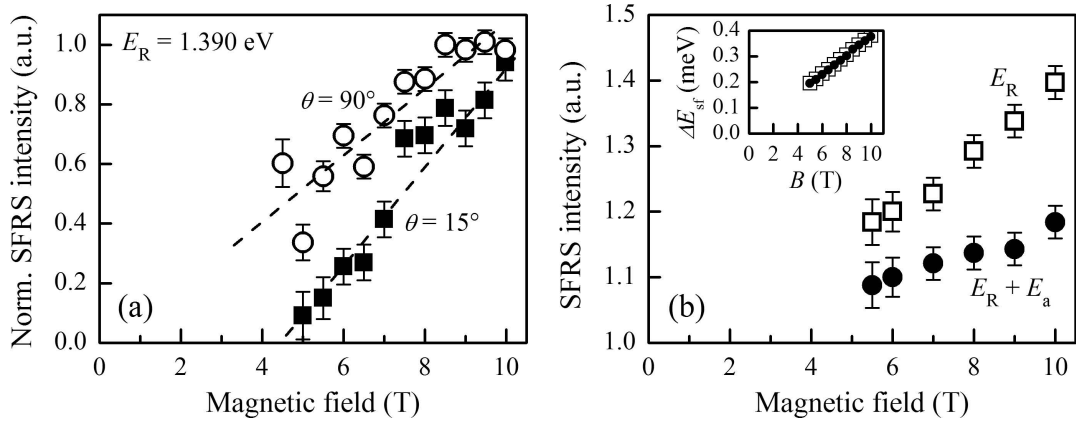 Norm. SFRS intensity (a.u.)
1.0
0.8
0.6
0.4
0.2
0.0
E_R = 1.390 eV
θ = 90°
θ = 15°
(a)
0 2 4 6 8 10
Magnetic field (T)
SFRS intensity (a.u.)
1.5
1.4
1.3
1.2
1.1
1.0
ΔE_sf (meV)
0.4
0.3
0.2
0.1
0.0
0 2 4 6 8 10
B (T)
E_R
E_R + E_a
(b)
0 2 4 6 8 10
Magnetic field (T)